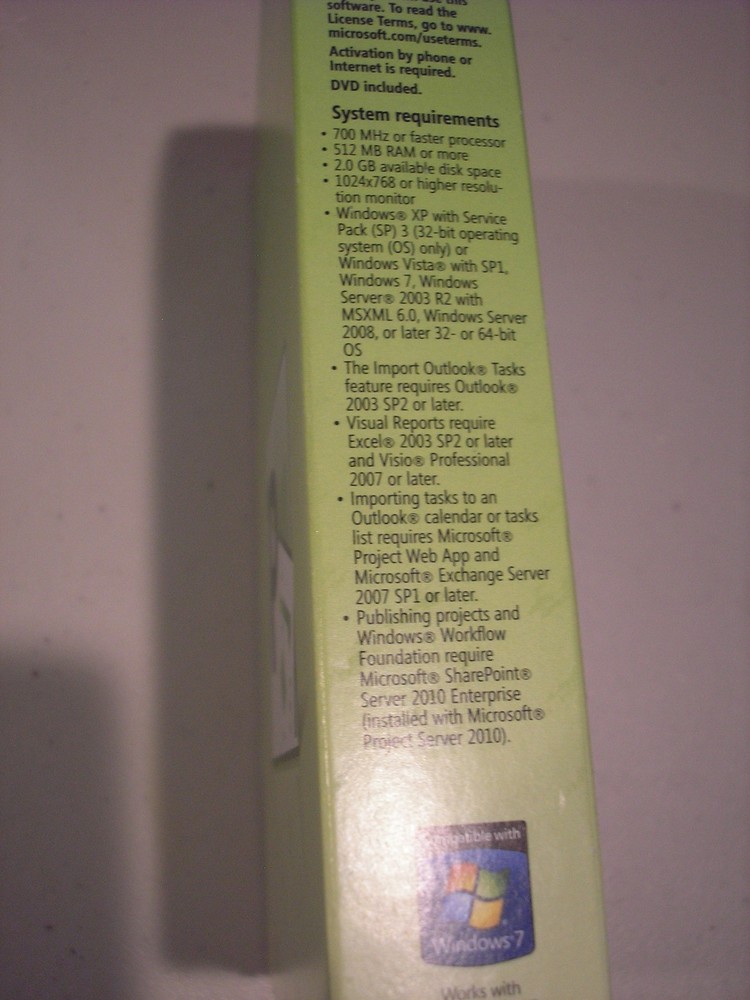 software. To read the
License Terms, go to www.
microsoft.com/useterms.
Activation by phone or
Internet is required.
DVD included.
System requirements
• 700 MHz or faster processor
• 512 MB RAM or more
• 2.0 GB available disk space
• 1024x768 or higher resolu-
tion monitor
• Windows® XP with Service
Pack (SP) 3 (32-bit operating
system (OS) only) or
Windows Vista® with SP1,
Windows 7, Windows
Server® 2003 R2 with
MSXML 6.0, Windows Server
2008, or later 32- or 64-bit
OS
• The Import Outlook® Tasks
feature requires Outlook®
2003 SP2 or later.
• Visual Reports require
Excel® 2003 SP2 or later
and Visio® Professional
2007 or later.
• Importing tasks to an
Outlook® calendar or tasks
list requires Microsoft®
Project Web App and
Microsoft® Exchange Server
2007 SP1 or later.
• Publishing projects and
Windows® Workflow
Foundation require
Microsoft® SharePoint®
Server 2010 Enterprise
(installed with Microsoft®
Project Server 2010).
Compatible with
Windows®7
Works with